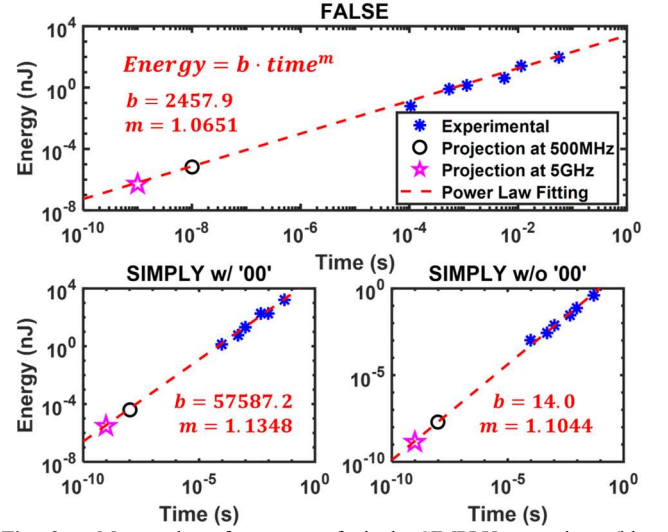 FALSE
Energy (nJ)
10^4
10^0
10^-4
10^-8
Energy = b · time^m
b = 2457.9
m = 1.0651
Experimental
Projection at 500MHz
Projection at 5GHz
Power Law Fitting
10^-10 10^-8 10^-6 10^-4 10^-2 10^0
Time (s)
SIMPLY w/ '00'
Energy (nJ)
10^4
10^0
10^-4
10^-8
b = 57587.2
m = 1.1348
10^-10 10^-5 10^0
Time (s)
SIMPLY w/o '00'
Energy (nJ)
10^0
10^-5
10^-10
b = 14.0
m = 1.1044
10^-10 10^-5 10^0
Time (s)